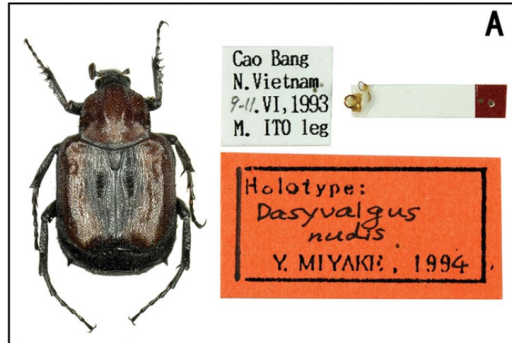 A
Cao Bang
N.Vietnam
9-11.VI,1993
M. ITO leg
Holotype:
Dasyvalgus
nudis
Y. MIYAKE, 1994